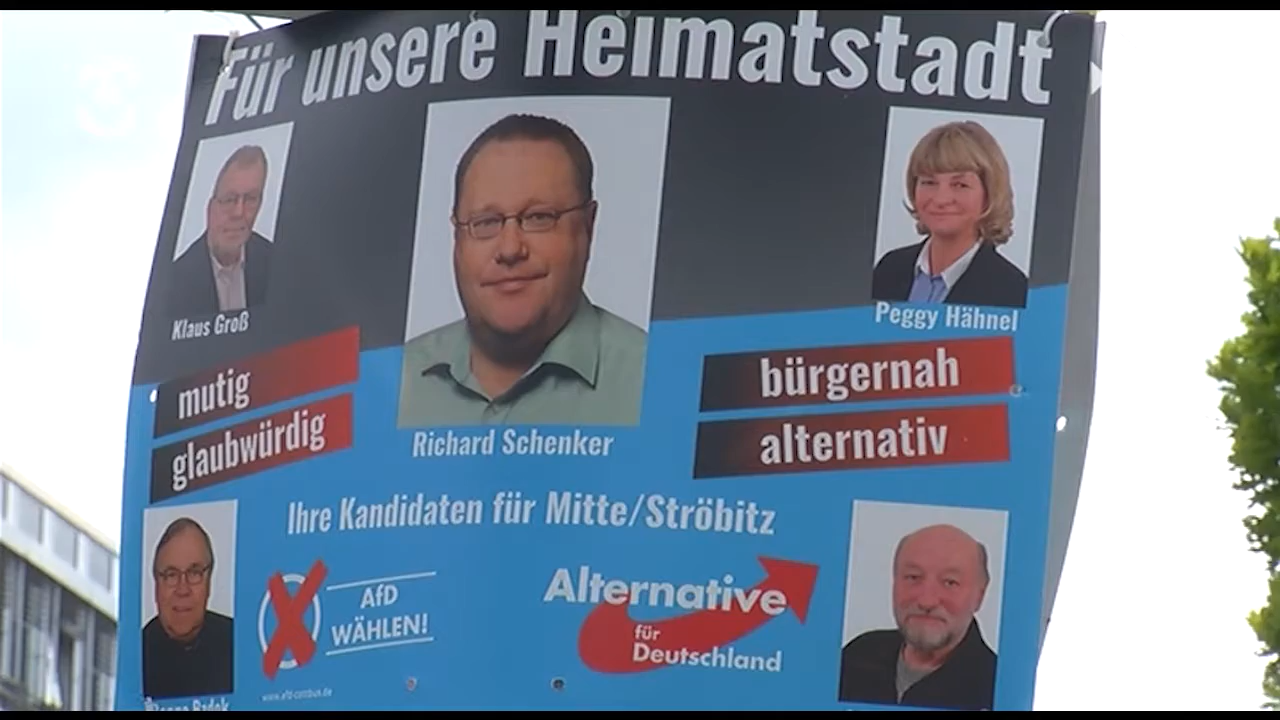 Für unsere Heimatstadt
Klaus Groß
Peggy Hähnel
mutig
glaubwürdig
Richard Schenker
bürgernah
alternativ
Ihre Kandidaten für Mitte/Ströbitz
AfD
WÄHLEN!
Alternative
für
Deutschland
www.afd-cottbus.de